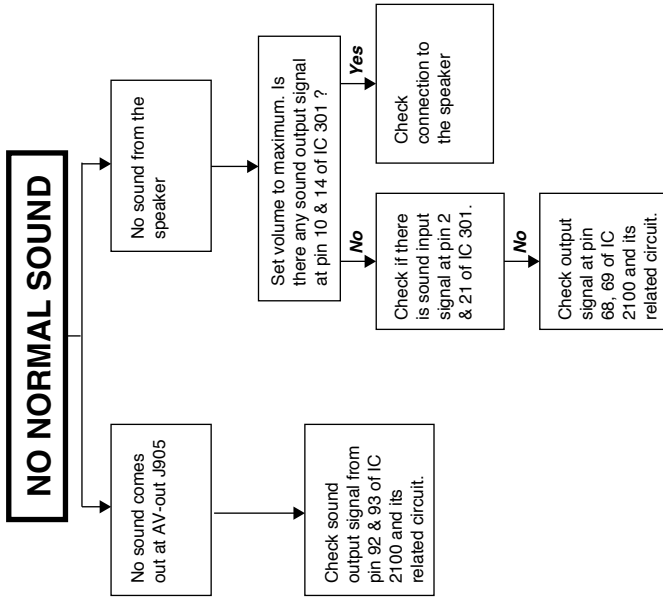 NO NORMAL SOUND
No sound comes
out at AV-out J905
Check sound
output signal from
pin 92 & 93 of IC
2100 and its
related circuit.
No sound from the
speaker
Set volume to maximum. Is
there any sound output signal
at pin 10 & 14 of IC 301 ?
No
Yes
Check if there
is sound input
signal at pin 2
& 21 of IC 301.
No
Check output
signal at pin
68, 69 of IC
2100 and its
related circuit.
Check
connection to
the speaker